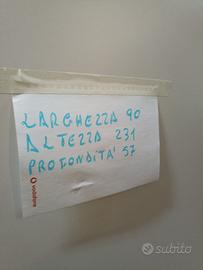 LARGHEZZA 90
ALTEZZA 231
PROFONDITA' 57
vodafone
subito